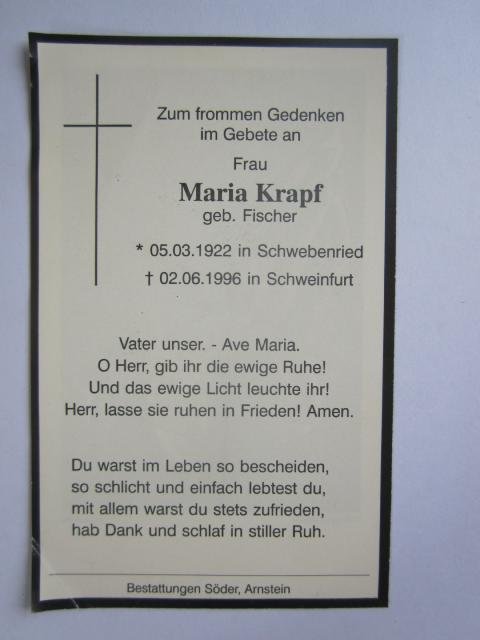 Zum frommen Gedenken
im Gebete an
Frau
Maria Krapf
geb. Fischer
* 05.03.1922 in Schwebenried
† 02.06.1996 in Schweinfurt
Vater unser. - Ave Maria.
O Herr, gib ihr die ewige Ruhe!
Und das ewige Licht leuchte ihr!
Herr, lasse sie ruhen in Frieden! Amen.
Du warst im Leben so bescheiden,
so schlicht und einfach lebtest du,
mit allem warst du stets zufrieden,
hab Dank und schlaf in stiller Ruh.
Bestattungen Söder, Arnstein